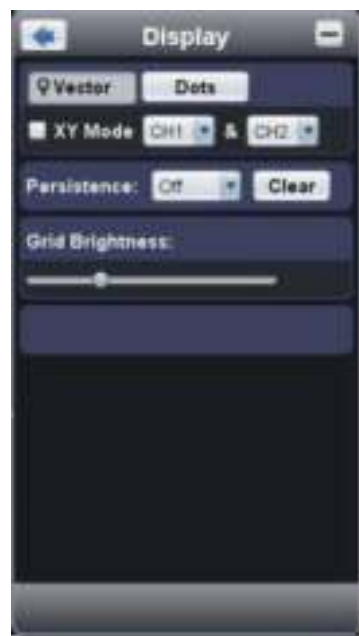 Display
Vector Dots
XY Mode CH1 & CH2
Persistence: Off Clear
Grid Brightness: